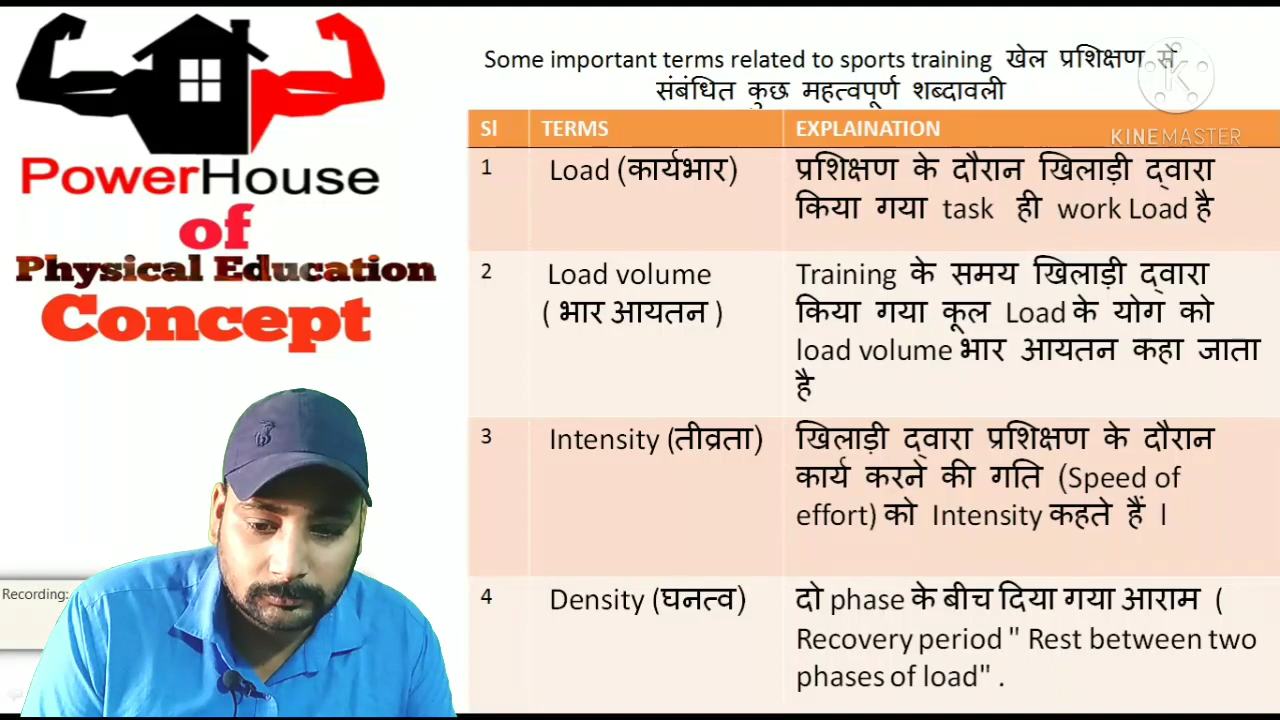 PowerHouse
of
Physical Education
Concept
Some important terms related to sports training खेल प्रशिक्षण से
संबंधित कुछ महत्वपूर्ण शब्दावली
KINEMASTER
Sl TERMS EXPLAINATION
1 Load (कार्यभार) प्रशिक्षण के दौरान खिलाड़ी द्वारा
किया गया task ही work Load है
2 Load volume Training के समय खिलाड़ी द्वारा
( भार आयतन ) किया गया कूल Load के योग को
load volume भार आयतन कहा जाता
है
3 Intensity (तीव्रता) खिलाड़ी द्वारा प्रशिक्षण के दौरान
कार्य करने की गति (Speed of
effort) को Intensity कहते हैं l
4 Density (घनत्व) दो phase के बीच दिया गया आराम (
Recovery period " Rest between two
phases of load" .
Recording: